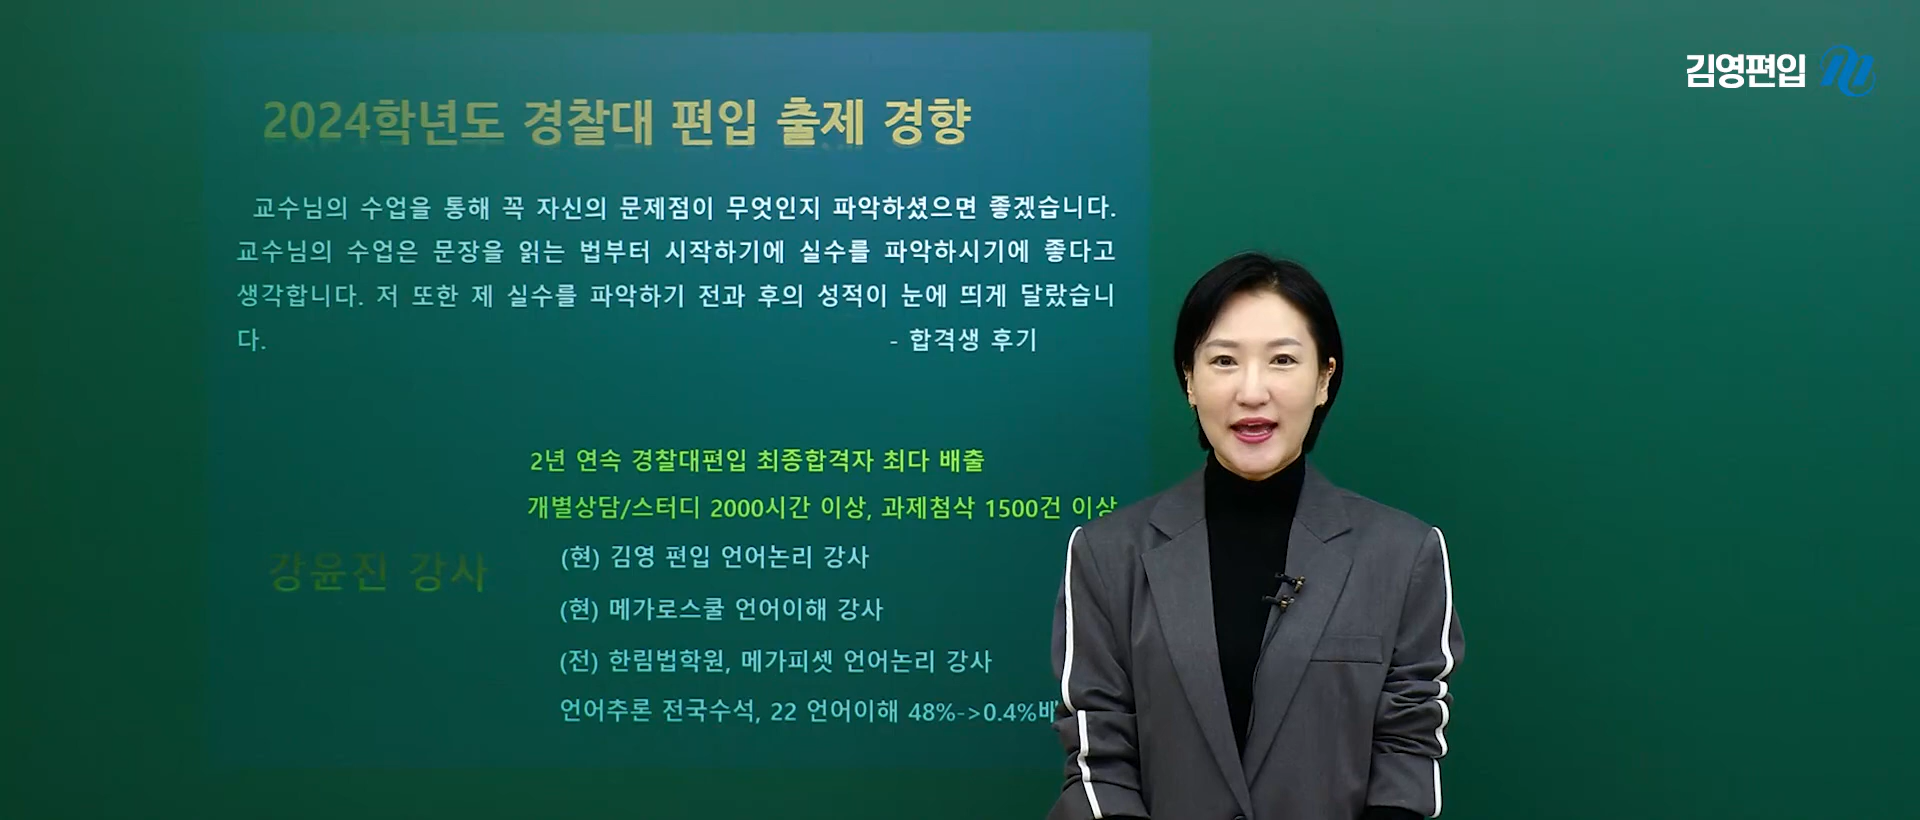 김영편입
2024학년도 경찰대 편입 출제 경향
교수님의 수업을 통해 꼭 자신의 문제점이 무엇인지 파악하셨으면 좋겠습니다.
교수님의 수업은 문장을 읽는 법부터 시작하기에 실수를 파악하시기에 좋다고
생각합니다. 저 또한 제 실수를 파악하기 전과 후의 성적이 눈에 띄게 달랐습니
다.
- 합격생 후기
2년 연속 경찰대편입 최종합격자 최다 배출
개별상담/스터디 2000시간 이상, 과제첨삭 1500건 이상
강윤진 강사
(현) 김영 편입 언어논리 강사
(현) 메가로스쿨 언어이해 강사
(전) 한림법학원, 메가피셋 언어논리 강사
언어추론 전국수석, 22 언어이해 48%->0.4%배